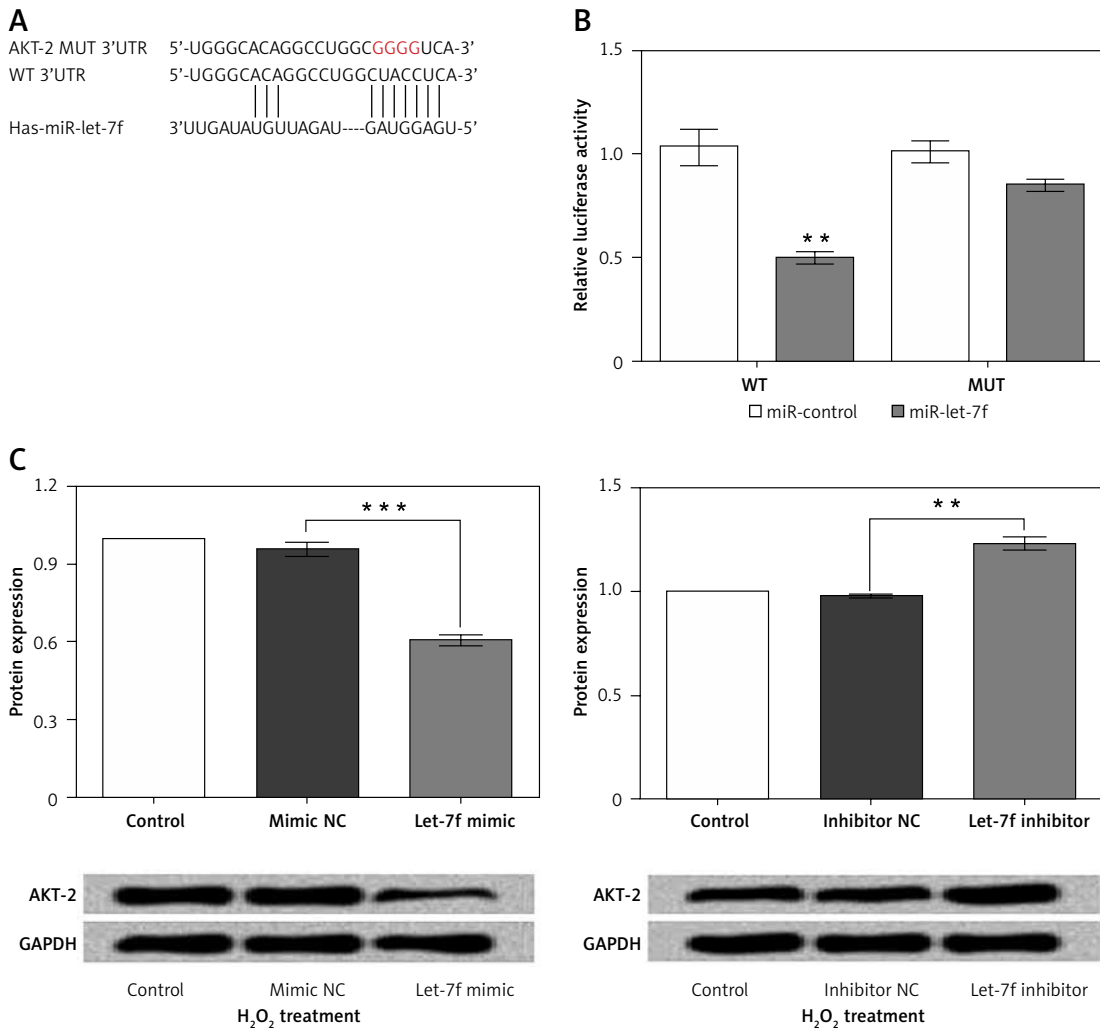 A
AKT-2 MUT 3’UTR 5’-UGGGCACAGGCCUGGCGGGGUCA-3’
WT 3’UTR 5’-UGGGCACAGGCCUGGCUACCUCA-3’
Has-miR-let-7f 3’UUGAUAUGUUAGAU----GAUGGAGU-5’
B
Relative luciferase activity
1.5
1.0
0.5
0
**
WT MUT
miR-control miR-let-7f
C
Protein expression
1.2
0.9
0.6
0.3
0
***
Control Mimic NC Let-7f mimic
AKT-2
GAPDH
Control Mimic NC Let-7f mimic
H₂O₂ treatment
Protein expression
1.5
1.0
0.5
0
**
Control Inhibitor NC Let-7f inhibitor
AKT-2
GAPDH
Control Inhibitor NC Let-7f inhibitor
H₂O₂ treatment